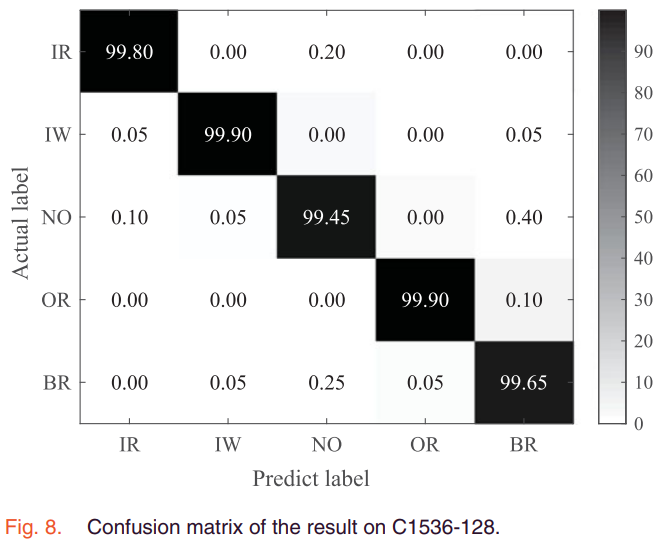 IR 99.80 0.00 0.20 0.00 0.00 90
80
IW 0.05 99.90 0.00 0.00 0.05
70
60
Actual label
NO 0.10 0.05 99.45 0.00 0.40 50
40
OR 0.00 0.00 0.00 99.90 0.10 30
20
BR 0.00 0.05 0.25 0.05 99.65 10
0
IR IW NO OR BR
Predict label
Fig. 8. Confusion matrix of the result on C1536-128.